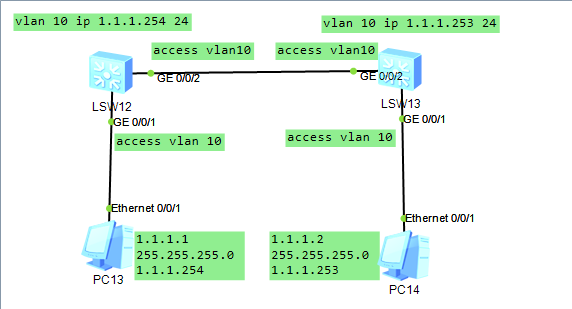 vlan 10 ip 1.1.1.254 24
vlan 10 ip 1.1.1.253 24
access vlan10
access vlan10
GE 0/0/2
GE 0/0/2
LSW12
LSW13
GE 0/0/1
GE 0/0/1
access vlan 10
access vlan 10
Ethernet 0/0/1
Ethernet 0/0/1
1.1.1.1
255.255.255.0
1.1.1.254
1.1.1.2
255.255.255.0
1.1.1.253
PC13
PC14